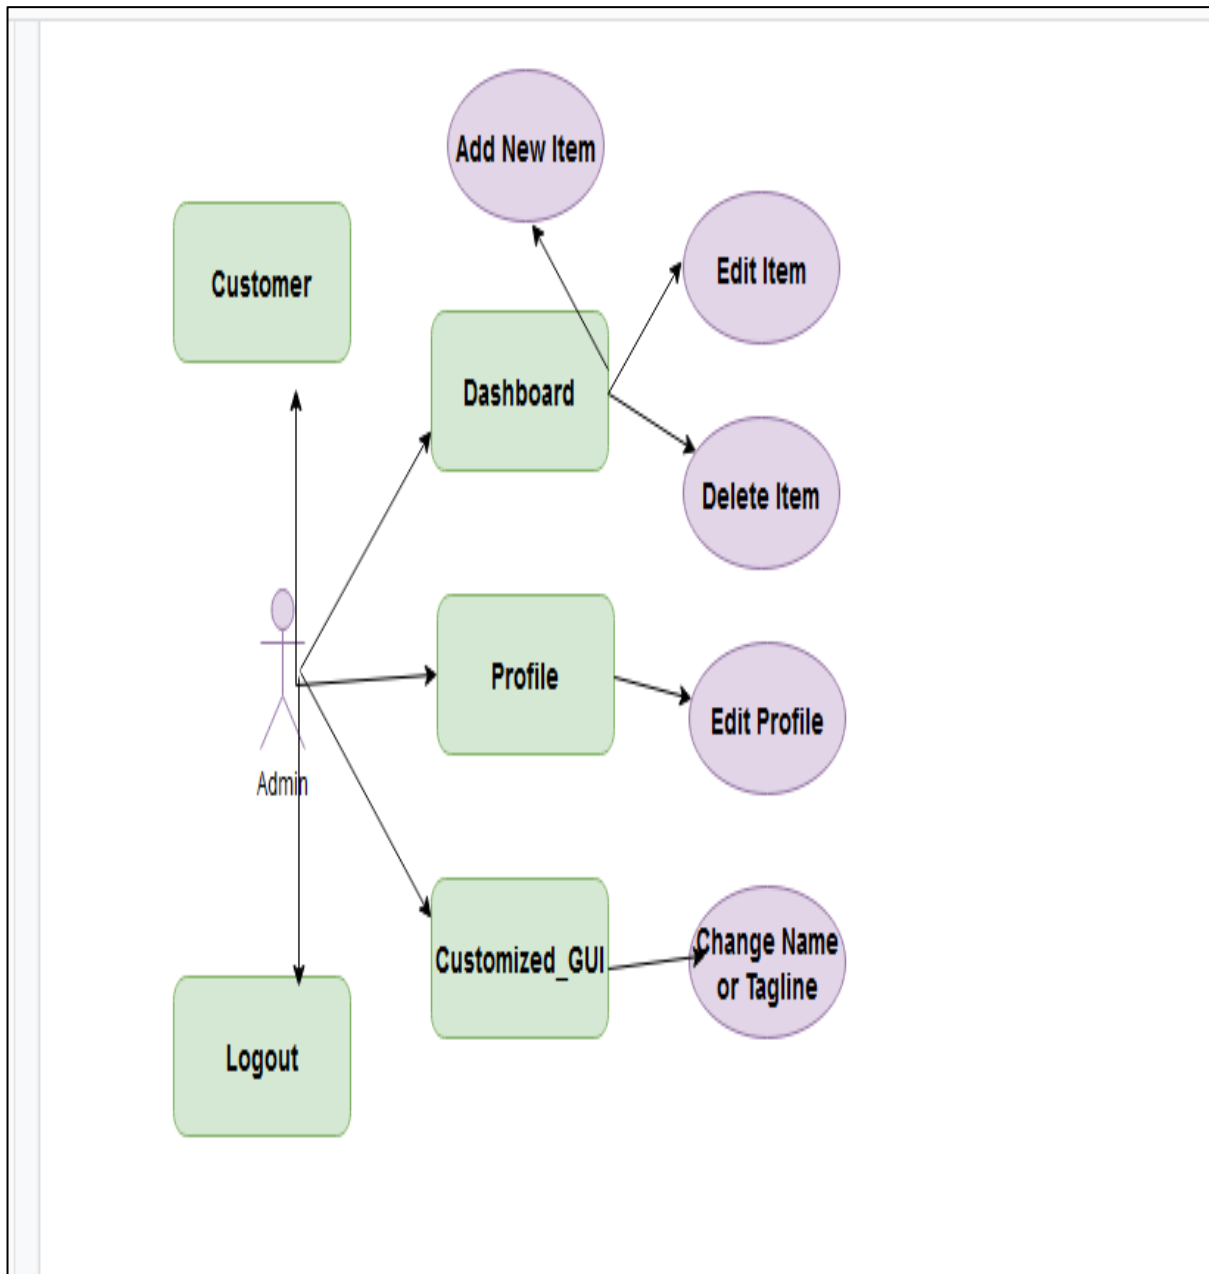 Add New Item
Edit Item
Customer
Dashboard
Delete Item
Profile
Edit Profile
Admin
Change Name
or Tagline
Customized_GUI
Logout